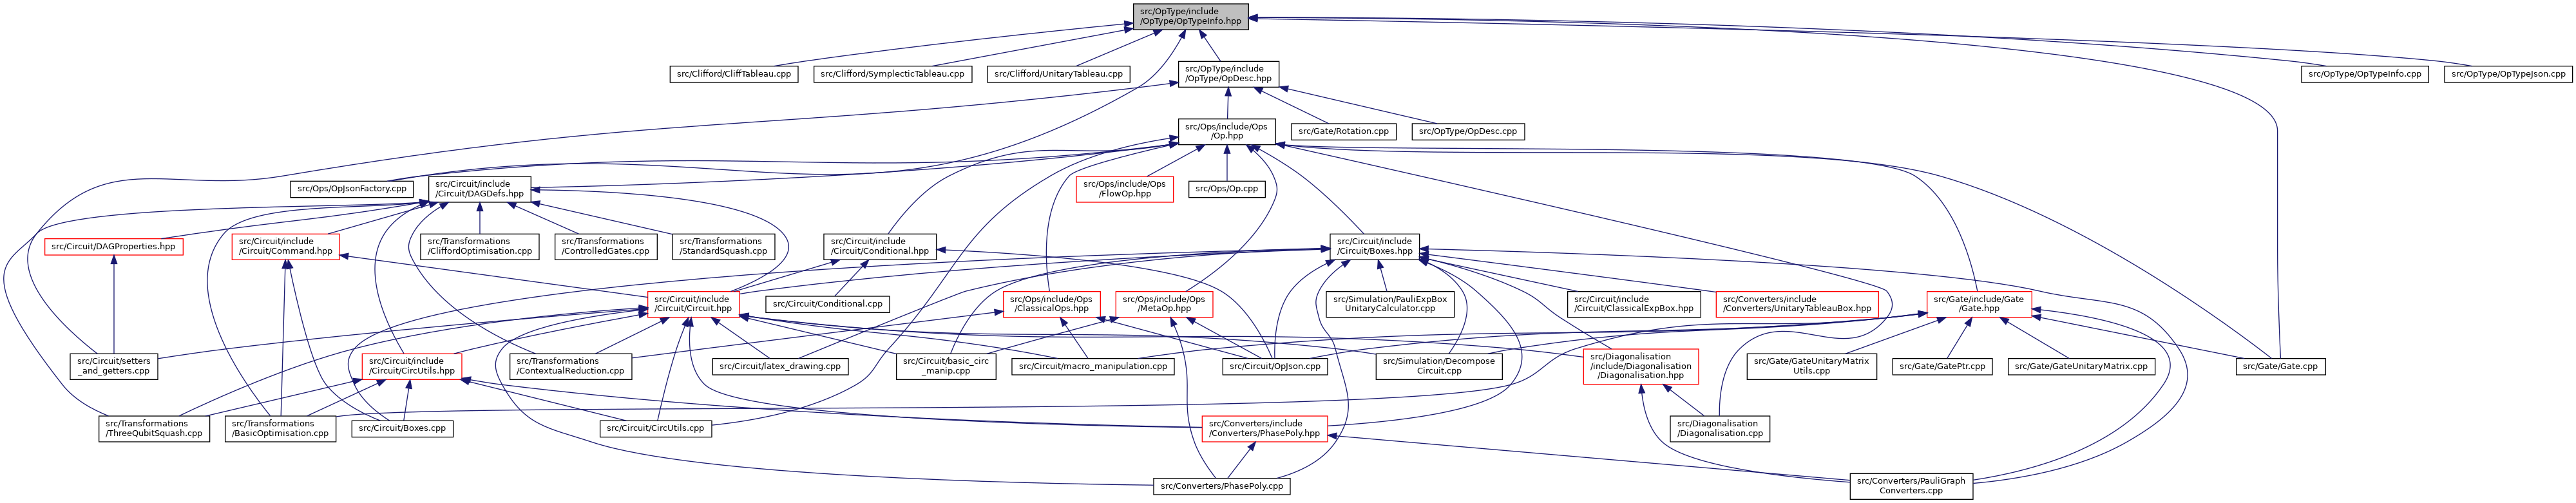 src/OpType/include
/OpType/OpTypeInfo.hpp
src/Clifford/CliffTableau.cpp
src/Clifford/SymplecticTableau.cpp
src/Clifford/UnitaryTableau.cpp
src/OpType/include
/OpType/OpDesc.hpp
src/OpType/OpTypeInfo.cpp
src/OpType/OpTypeJson.cpp
src/Ops/include/Ops
/Op.hpp
src/Gate/Rotation.cpp
src/OpType/OpDesc.cpp
src/Ops/OpJsonFactory.cpp
src/Circuit/include
/Circuit/DAGDefs.hpp
src/Ops/include/Ops
/FlowOp.hpp
src/Ops/Op.cpp
src/Circuit/DAGProperties.hpp
src/Circuit/include
/Circuit/Command.hpp
src/Transformations
/CliffordOptimisation.cpp
src/Transformations
/ControlledGates.cpp
src/Transformations
/StandardSquash.cpp
src/Circuit/include
/Circuit/Conditional.hpp
src/Circuit/include
/Circuit/Boxes.hpp
src/Circuit/include
/Circuit/Circuit.hpp
src/Circuit/Conditional.cpp
src/Ops/include/Ops
/ClassicalOps.hpp
src/Ops/include/Ops
/MetaOp.hpp
src/Simulation/PauliExpBox
UnitaryCalculator.cpp
src/Circuit/include
/Circuit/ClassicalExpBox.hpp
src/Converters/include
/Converters/UnitaryTableauBox.hpp
src/Gate/include/Gate
/Gate.hpp
src/Circuit/setters
_and_getters.cpp
src/Circuit/include
/Circuit/CircUtils.hpp
src/Transformations
/ContextualReduction.cpp
src/Circuit/latex_drawing.cpp
src/Circuit/basic_circ
_manip.cpp
src/Circuit/macro_manipulation.cpp
src/Circuit/OpJson.cpp
src/Simulation/Decompose
Circuit.cpp
src/Diagonalisation
/include/Diagonalisation
/Diagonalisation.hpp
src/Gate/GateUnitaryMatrix
Utils.cpp
src/Gate/GatePtr.cpp
src/Gate/GateUnitaryMatrix.cpp
src/Gate/Gate.cpp
src/Transformations
/ThreeQubitSquash.cpp
src/Transformations
/BasicOptimisation.cpp
src/Circuit/Boxes.cpp
src/Circuit/CircUtils.cpp
src/Converters/include
/Converters/PhasePoly.hpp
src/Diagonalisation
/Diagonalisation.cpp
src/Converters/PhasePoly.cpp
src/Converters/PauliGraph
Converters.cpp